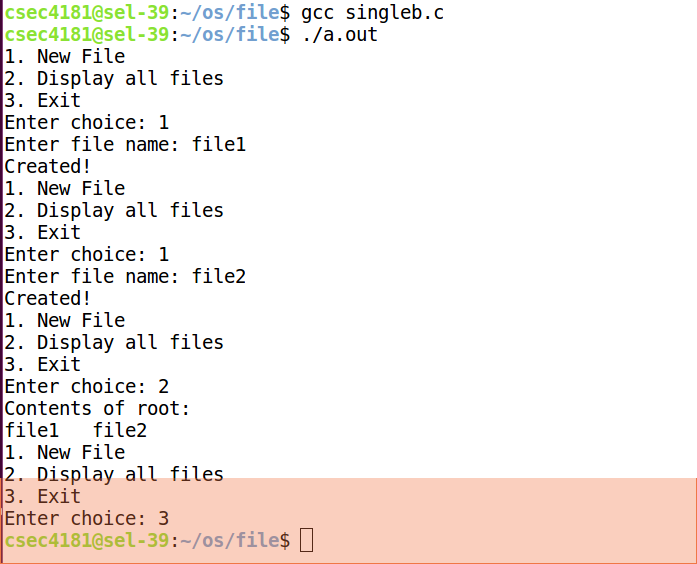 csec4181@sel-39:~/os/file$ gcc singleb.c
csec4181@sel-39:~/os/file$ ./a.out
1. New File
2. Display all files
3. Exit
Enter choice: 1
Enter file name: file1
Created!
1. New File
2. Display all files
3. Exit
Enter choice: 1
Enter file name: file2
Created!
1. New File
2. Display all files
3. Exit
Enter choice: 2
Contents of root:
file1   file2
1. New File
2. Display all files
3. Exit
Enter choice: 3
csec4181@sel-39:~/os/file$